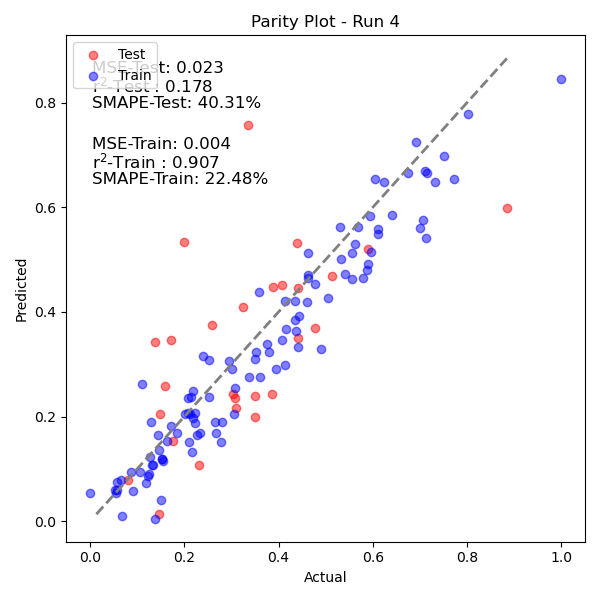 Parity Plot - Run 4
Test
Train
MSE-Test: 0.023
r²-Test : 0.178
SMAPE-Test: 40.31%
MSE-Train: 0.004
r²-Train : 0.907
SMAPE-Train: 22.48%
Predicted
0.8
0.6
0.4
0.2
0.0
0.0 0.2 0.4 0.6 0.8 1.0
Actual